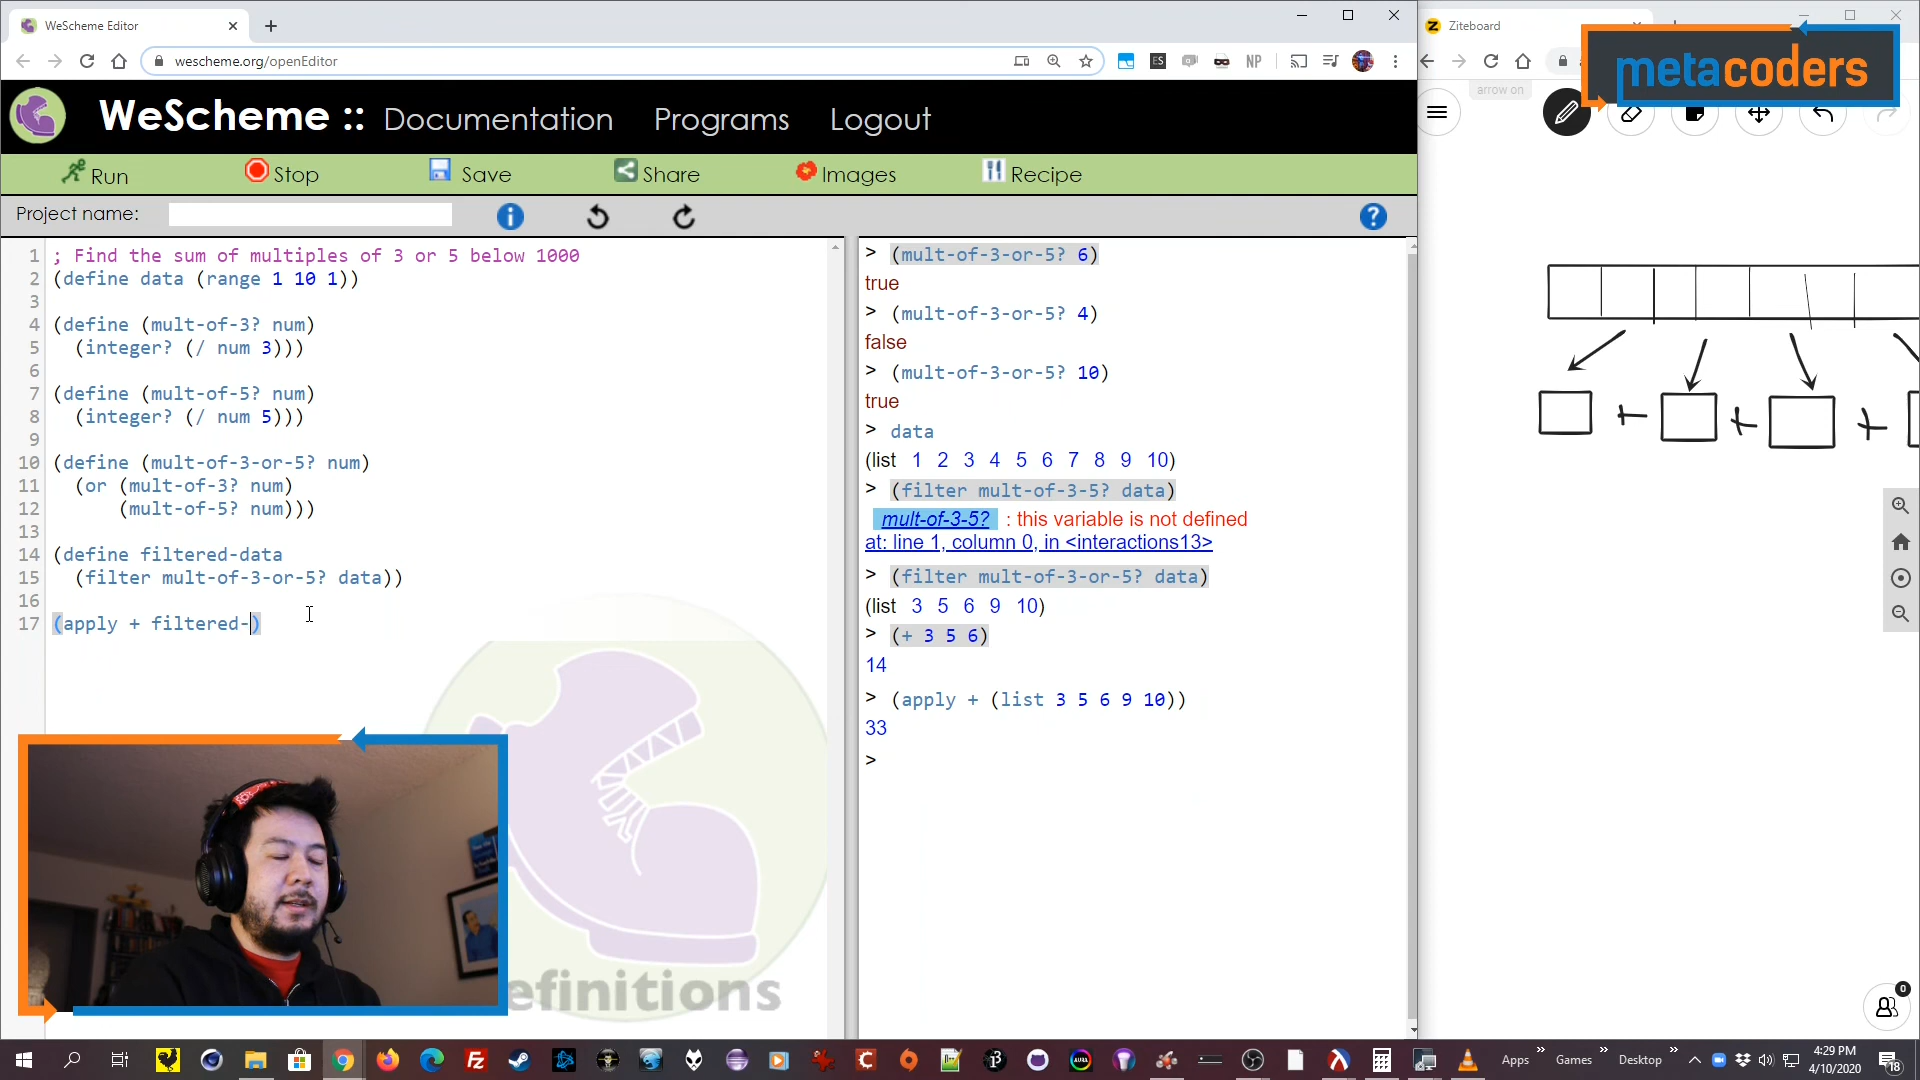 WeScheme Editor
Ziteboard
wescheme.org/openEditor
ES
NP
arrow on
metacoders
WeScheme :: Documentation Programs Logout
Run Stop Save Share Images Recipe
Project name:
1 ; Find the sum of multiples of 3 or 5 below 1000
2 (define data (range 1 10 1))
3
4 (define (mult-of-3? num)
5 (integer? (/ num 3)))
6
7 (define (mult-of-5? num)
8 (integer? (/ num 5)))
9
10 (define (mult-of-3-or-5? num)
11 (or (mult-of-3? num)
12 (mult-of-5? num)))
13
14 (define filtered-data
15 (filter mult-of-3-or-5? data))
16
17 (apply + filtered-)
efinitions
> (mult-of-3-or-5? 6)
true
> (mult-of-3-or-5? 4)
false
> (mult-of-3-or-5? 10)
true
> data
(list 1 2 3 4 5 6 7 8 9 10)
> (filter mult-of-3-5? data)
mult-of-3-5? : this variable is not defined
at: line 1, column 0, in <interactions13>
> (filter mult-of-3-or-5? data)
(list 3 5 6 9 10)
> (+ 3 5 6)
14
> (apply + (list 3 5 6 9 10))
33
>
+ + +
0
Apps » Games » Desktop »
4:29 PM
4/10/2020
18